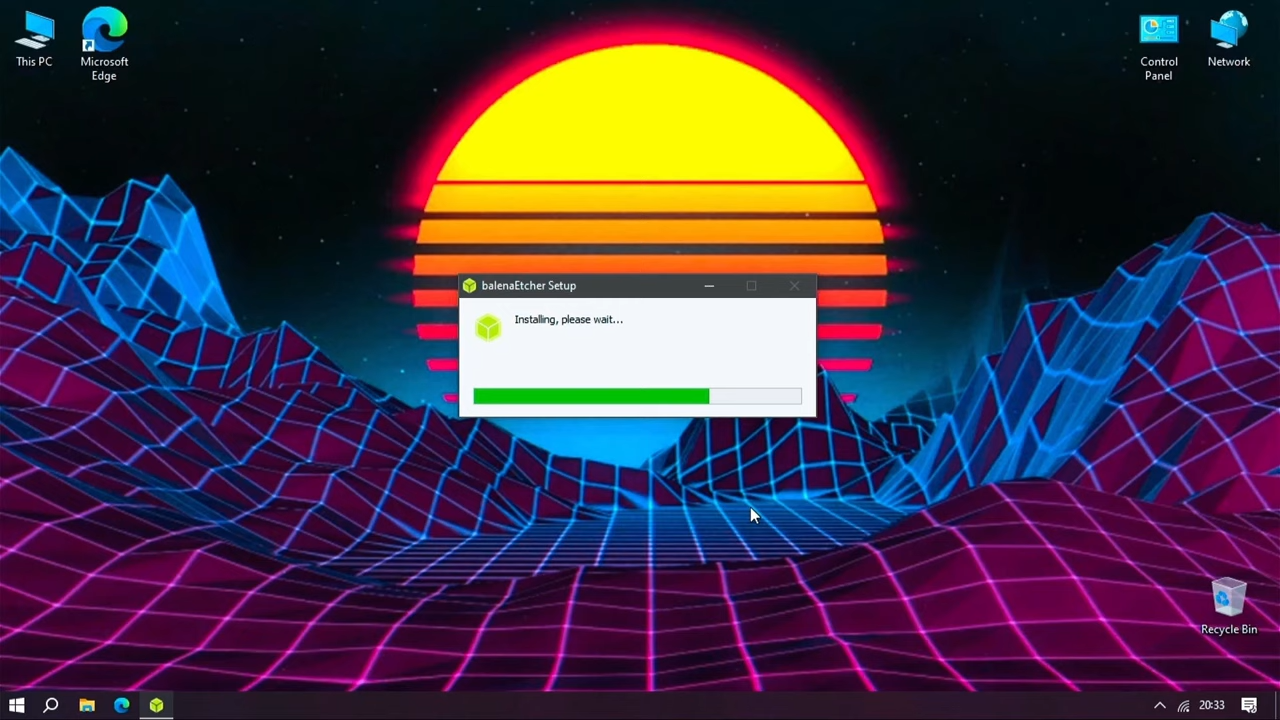 This PC
Microsoft
Edge
Control
Panel
Network
balenaEtcher Setup
Installing, please wait...
Recycle Bin
20:33